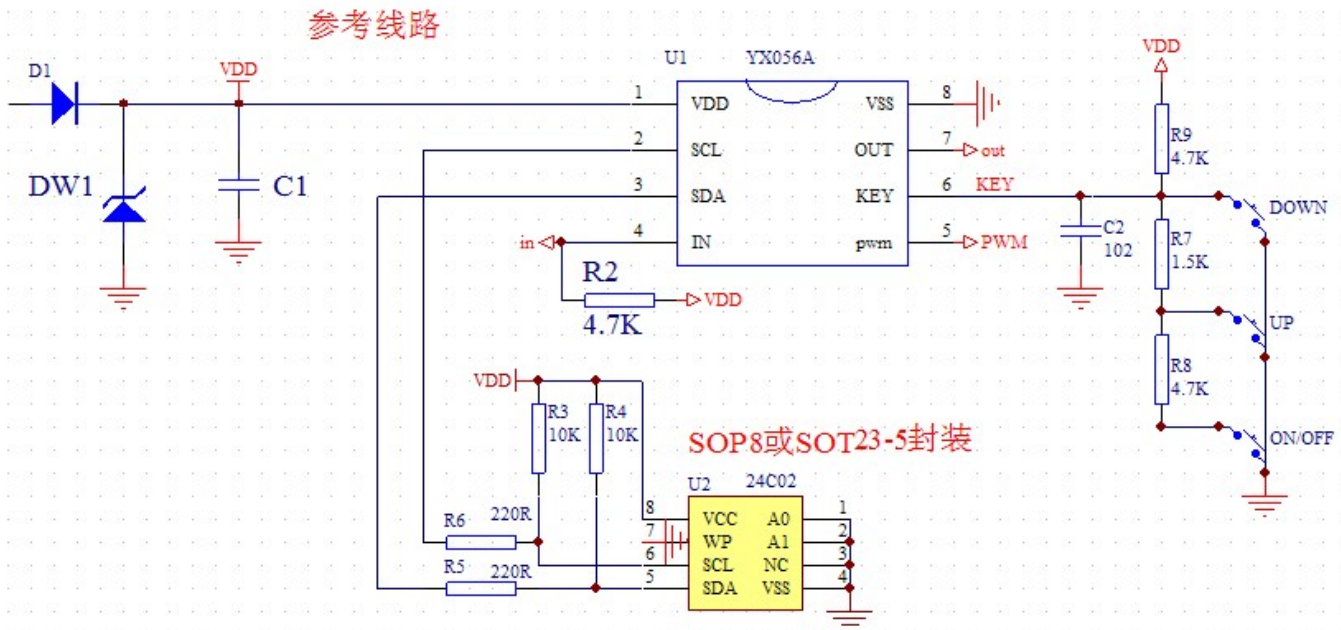 参考线路
D1
VDD
DW1
C1
U1 YX056A
1 VDD VSS 8
2 SCL OUT 7 out
3 SDA KEY 6 KEY
4 IN pwm 5 PWM
in
R2
4.7K
VDD
VDD
R9
4.7K
C2
102
R7
1.5K
R8
4.7K
DOWN
UP
ON/OFF
VDD
R3
10K
R4
10K
SOP8或SOT23-5封装
U2 24C02
R6 220R
R5 220R
8 VCC A0 1
7 WP A1 2
6 SCL NC 3
5 SDA VSS 4